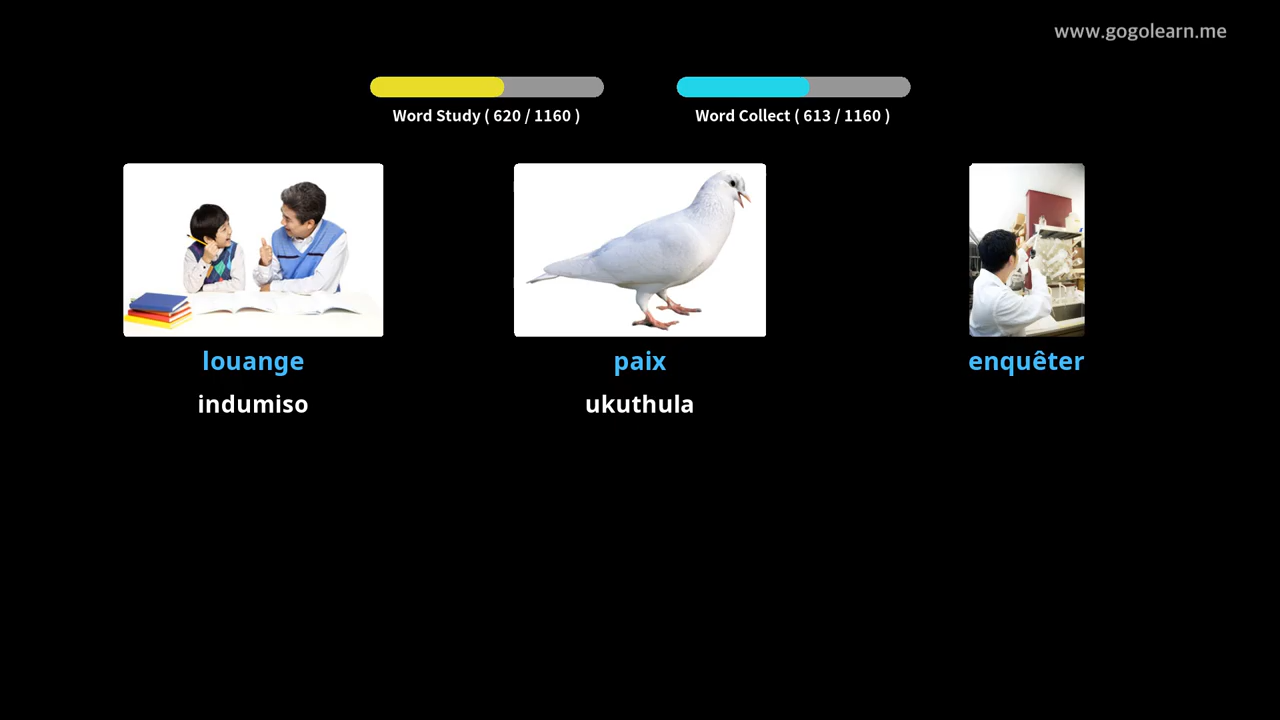 www.gogolearn.me
Word Study ( 620 / 1160 )
Word Collect ( 613 / 1160 )
louange
paix
enquêter
indumiso
ukuthula